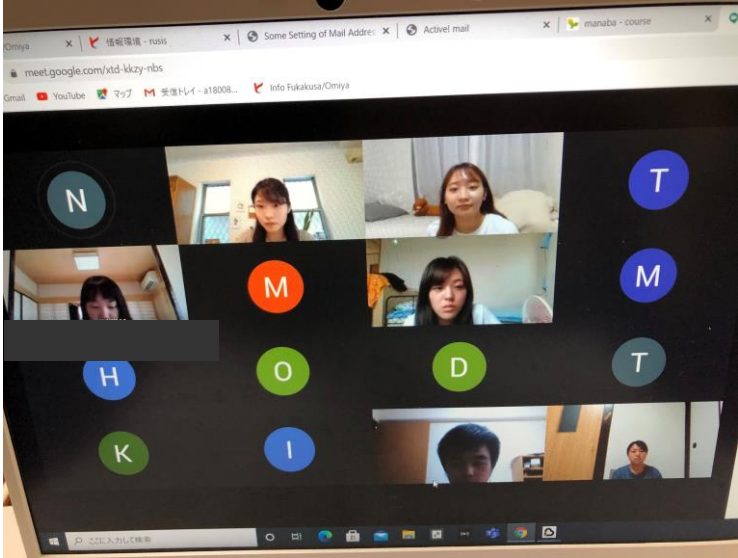 /Omiya × 情報環境 - rusis × Some Setting of Mail Addres × Active! mail × manaba - course ×
meet.google.com/xtd-kkzy-nbs
Gmail YouTube マップ 受信トレイ - a18008... Info Fukakusa/Omiya
N
T
M
M
H
O
D
T
K
I
ここに入力して検索